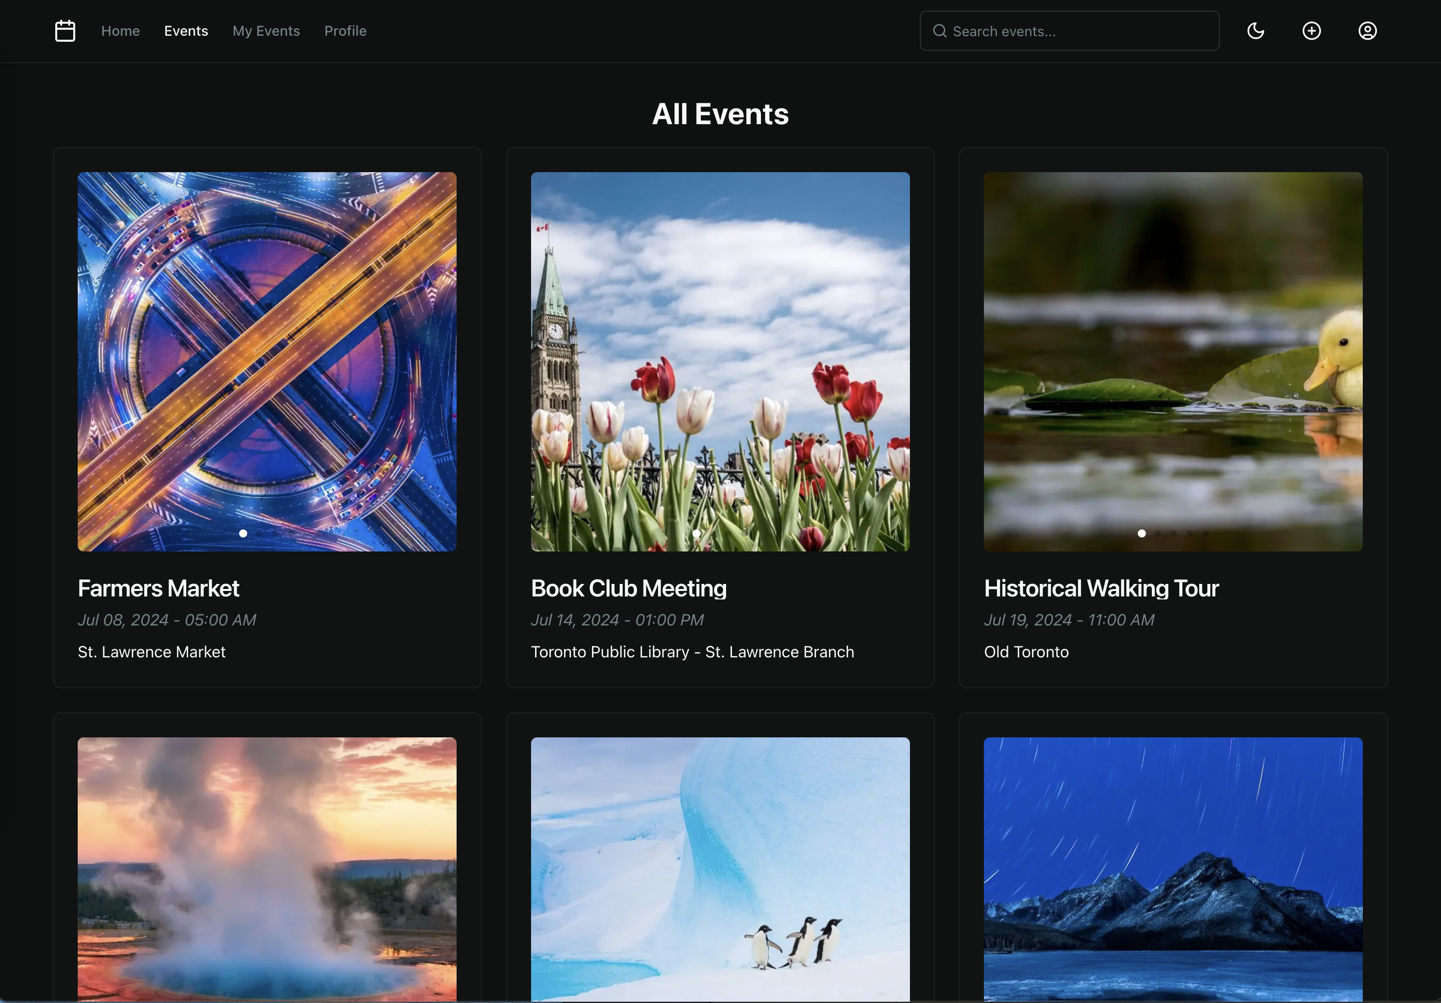 Home Events My Events Profile Search events...
All Events
Farmers Market
Jul 08, 2024 - 05:00 AM
St. Lawrence Market
Book Club Meeting
Jul 14, 2024 - 01:00 PM
Toronto Public Library - St. Lawrence Branch
Historical Walking Tour
Jul 19, 2024 - 11:00 AM
Old Toronto